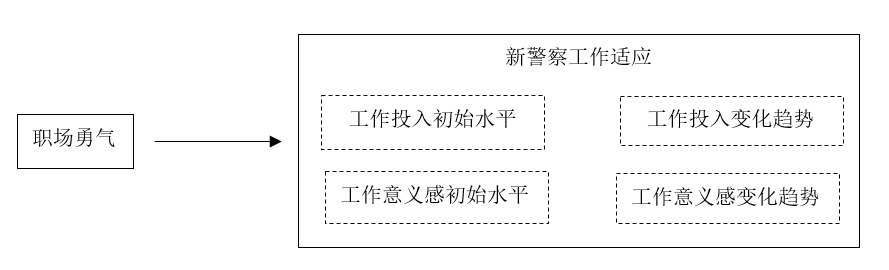 新警察工作适应
职场勇气
工作投入初始水平
工作投入变化趋势
工作意义感初始水平
工作意义感变化趋势